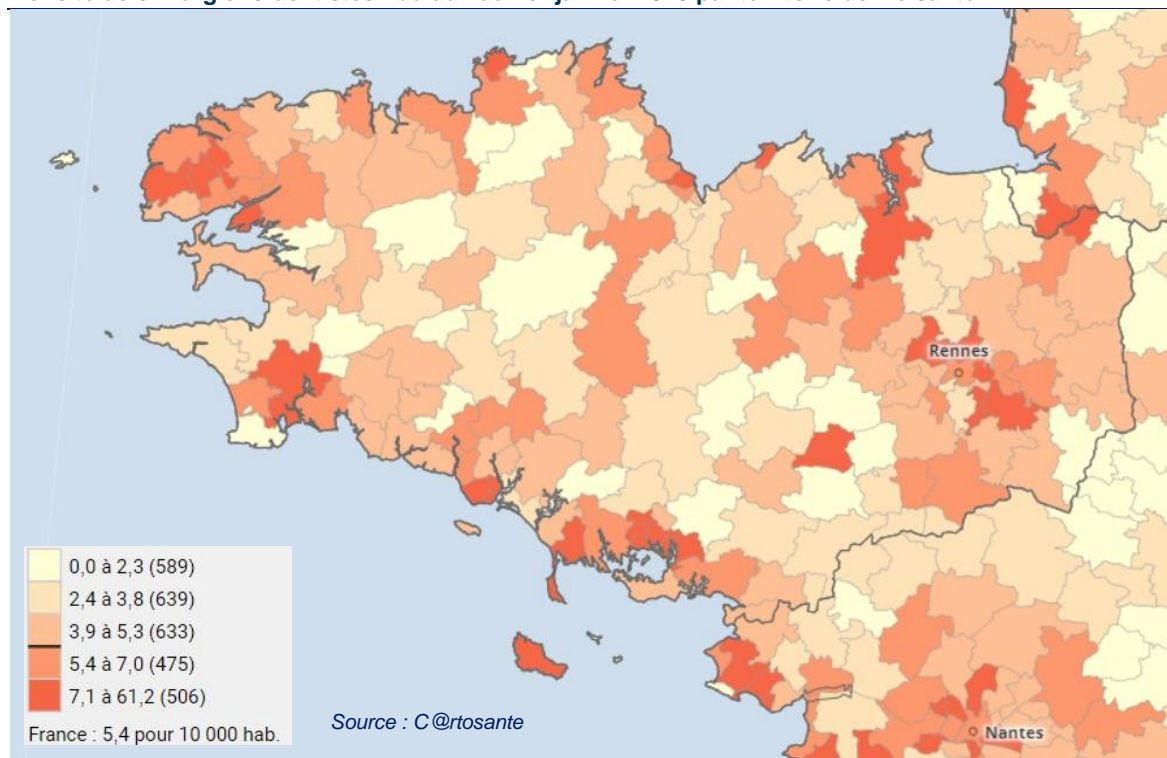 Rennes
0,0 à 2,3 (589)
2,4 à 3,8 (639)
3,9 à 5,3 (633)
5,4 à 7,0 (475)
7,1 à 61,2 (506)
France : 5,4 pour 10 000 hab.
Source : C@rtosante
Nantes